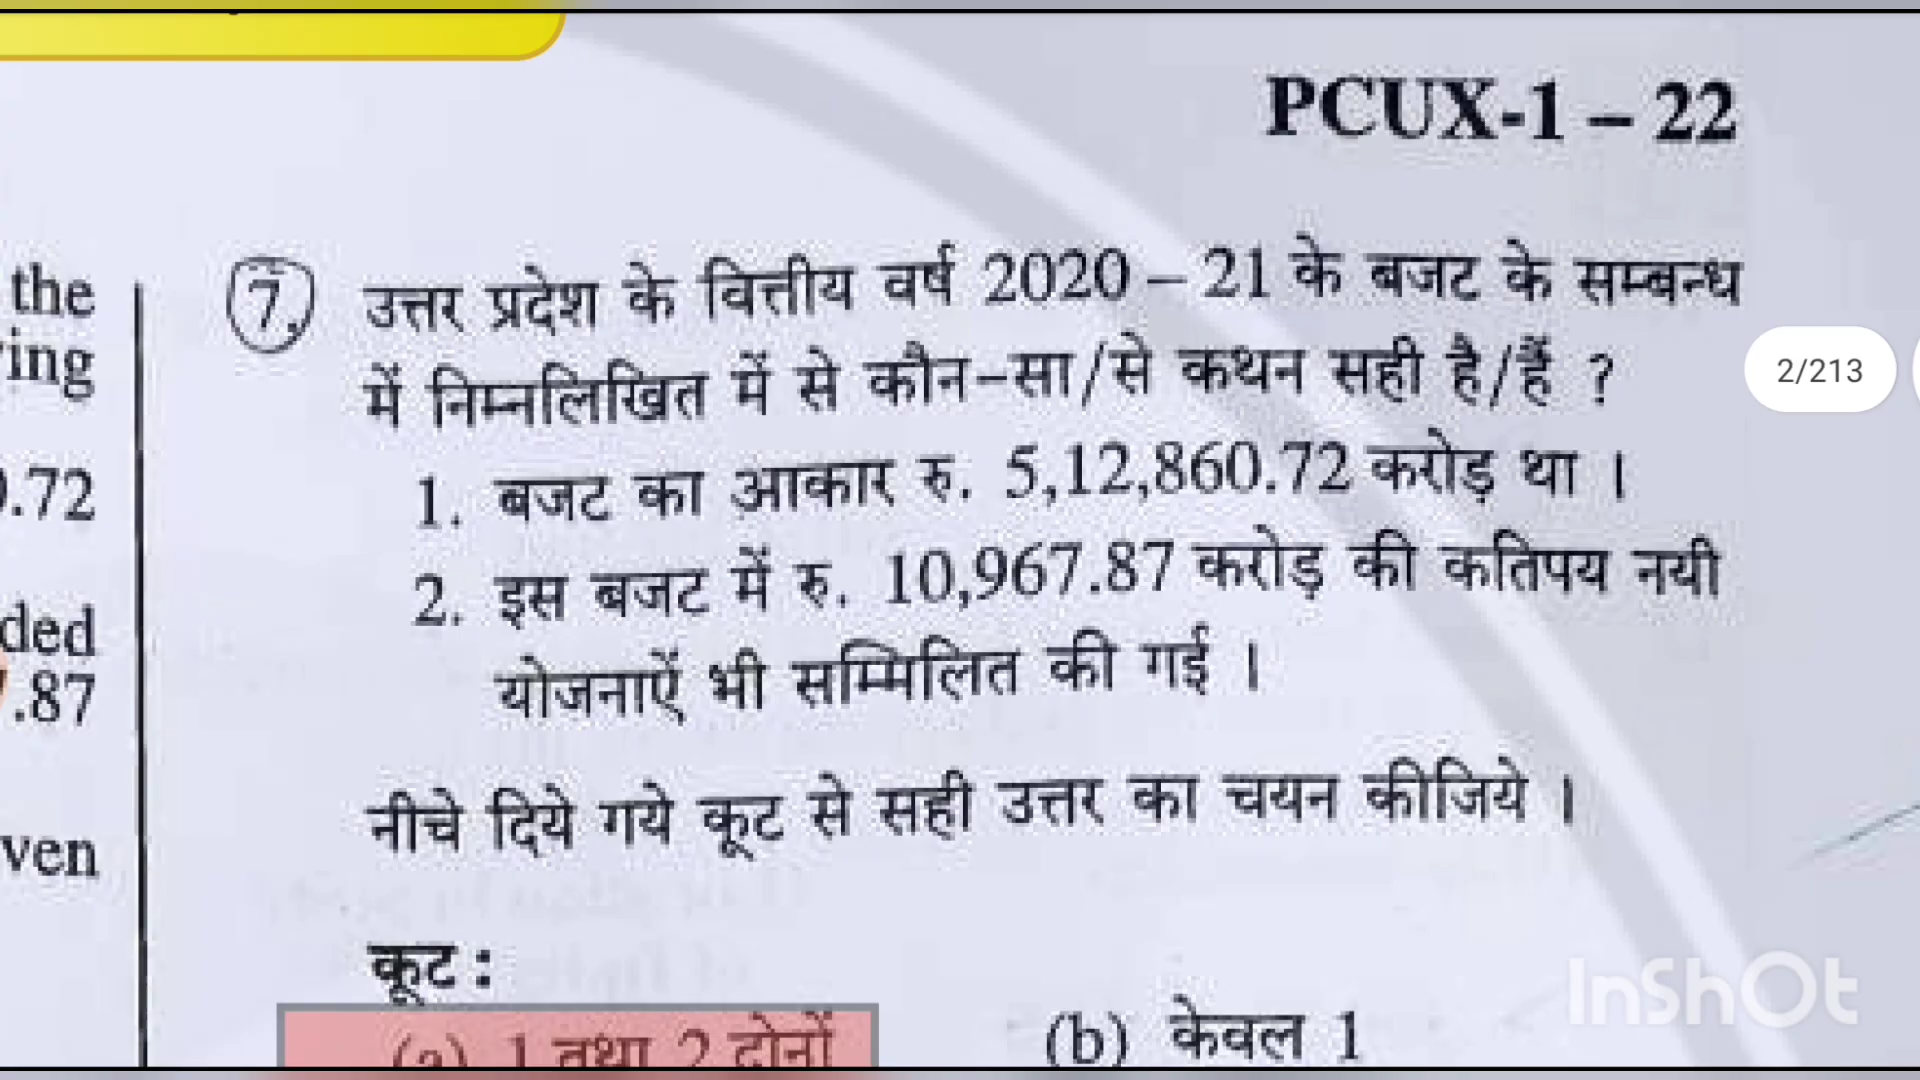 PCUX-1 – 22
the
ing
.72
ded
.87
ven
7. उत्तर प्रदेश के वित्तीय वर्ष 2020 – 21 के बजट के सम्बन्ध
में निम्नलिखित में से कौन-सा/से कथन सही है/हैं ?
1. बजट का आकार रु. 5,12,860.72 करोड़ था ।
2. इस बजट में रु. 10,967.87 करोड़ की कतिपय नयी
योजनाएँ भी सम्मिलित की गई ।
नीचे दिये गये कूट से सही उत्तर का चयन कीजिये ।
कूट :
(a) 1 तथा 2 दोनों
(b) केवल 1
2/213
InShOt